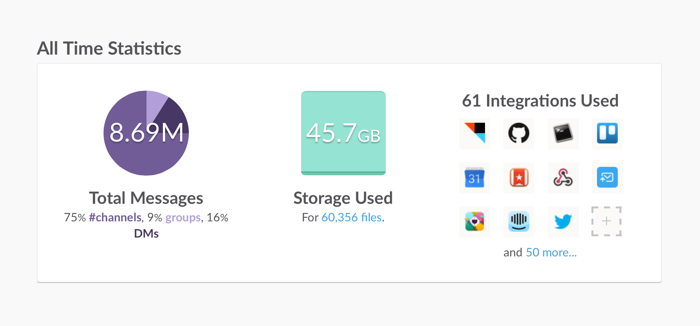 All Time Statistics
8.69M
Total Messages
75% #channels, 9% groups, 16%
DMs
45.7GB
Storage Used
For 60,356 files.
61 Integrations Used
31
and 50 more...